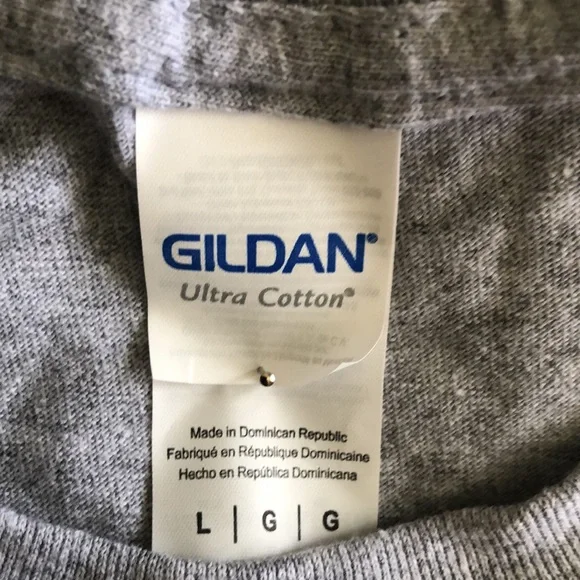 GILDAN®
Ultra Cotton®
Made in Dominican Republic
Fabriqué en République Dominicaine
Hecho en República Dominicana
L | G | G